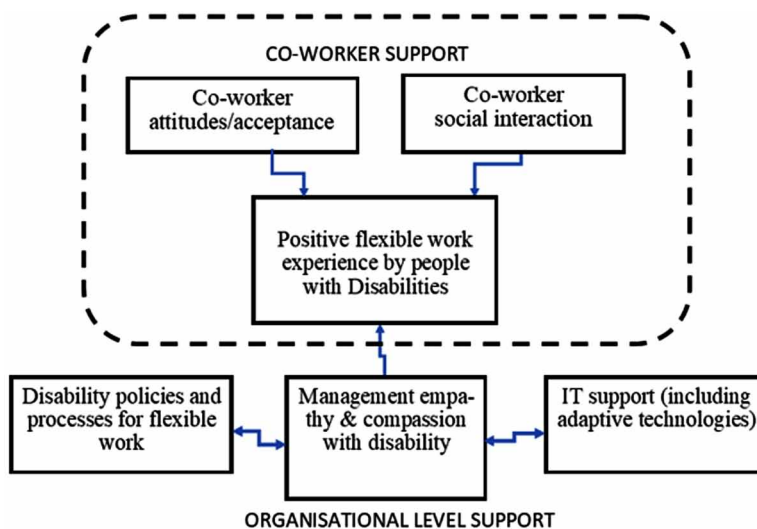 CO-WORKER SUPPORT
Co-worker
attitudes/acceptance
Co-worker
social interaction
Positive flexible work
experience by people
with Disabilities
Disability policies and
processes for flexible
work
Management empa-
thy & compassion
with disability
IT support (including
adaptive technologies)
ORGANISATIONAL LEVEL SUPPORT